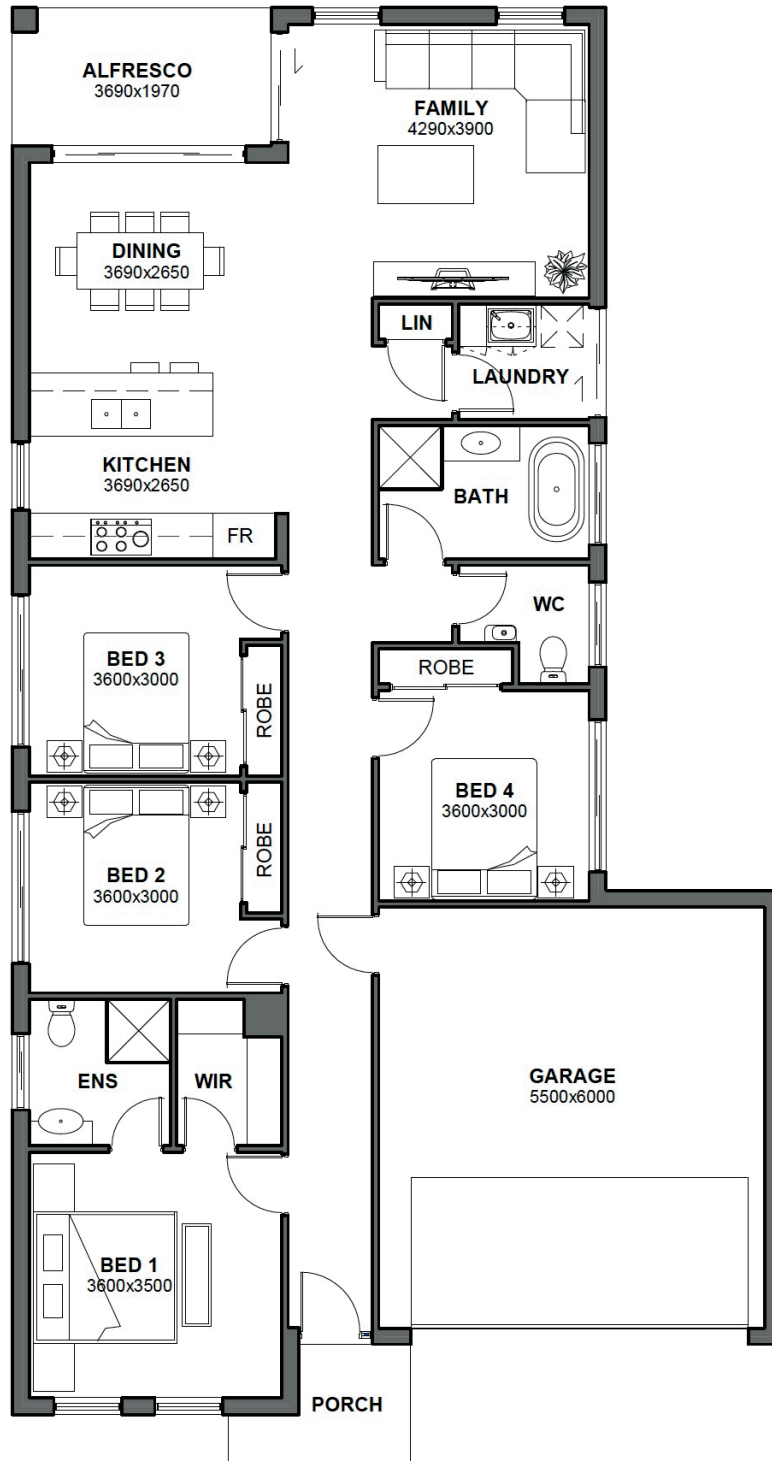 ALFRESCO
3690x1970
FAMILY
4290x3900
DINING
3690x2650
LIN
LAUNDRY
KITCHEN
3690x2650
BATH
FR
WC
BED 3
3600x3000
ROBE
ROBE
BED 4
3600x3000
BED 2
3600x3000
ROBE
ENS
WIR
GARAGE
5500x6000
BED 1
3600x3500
PORCH